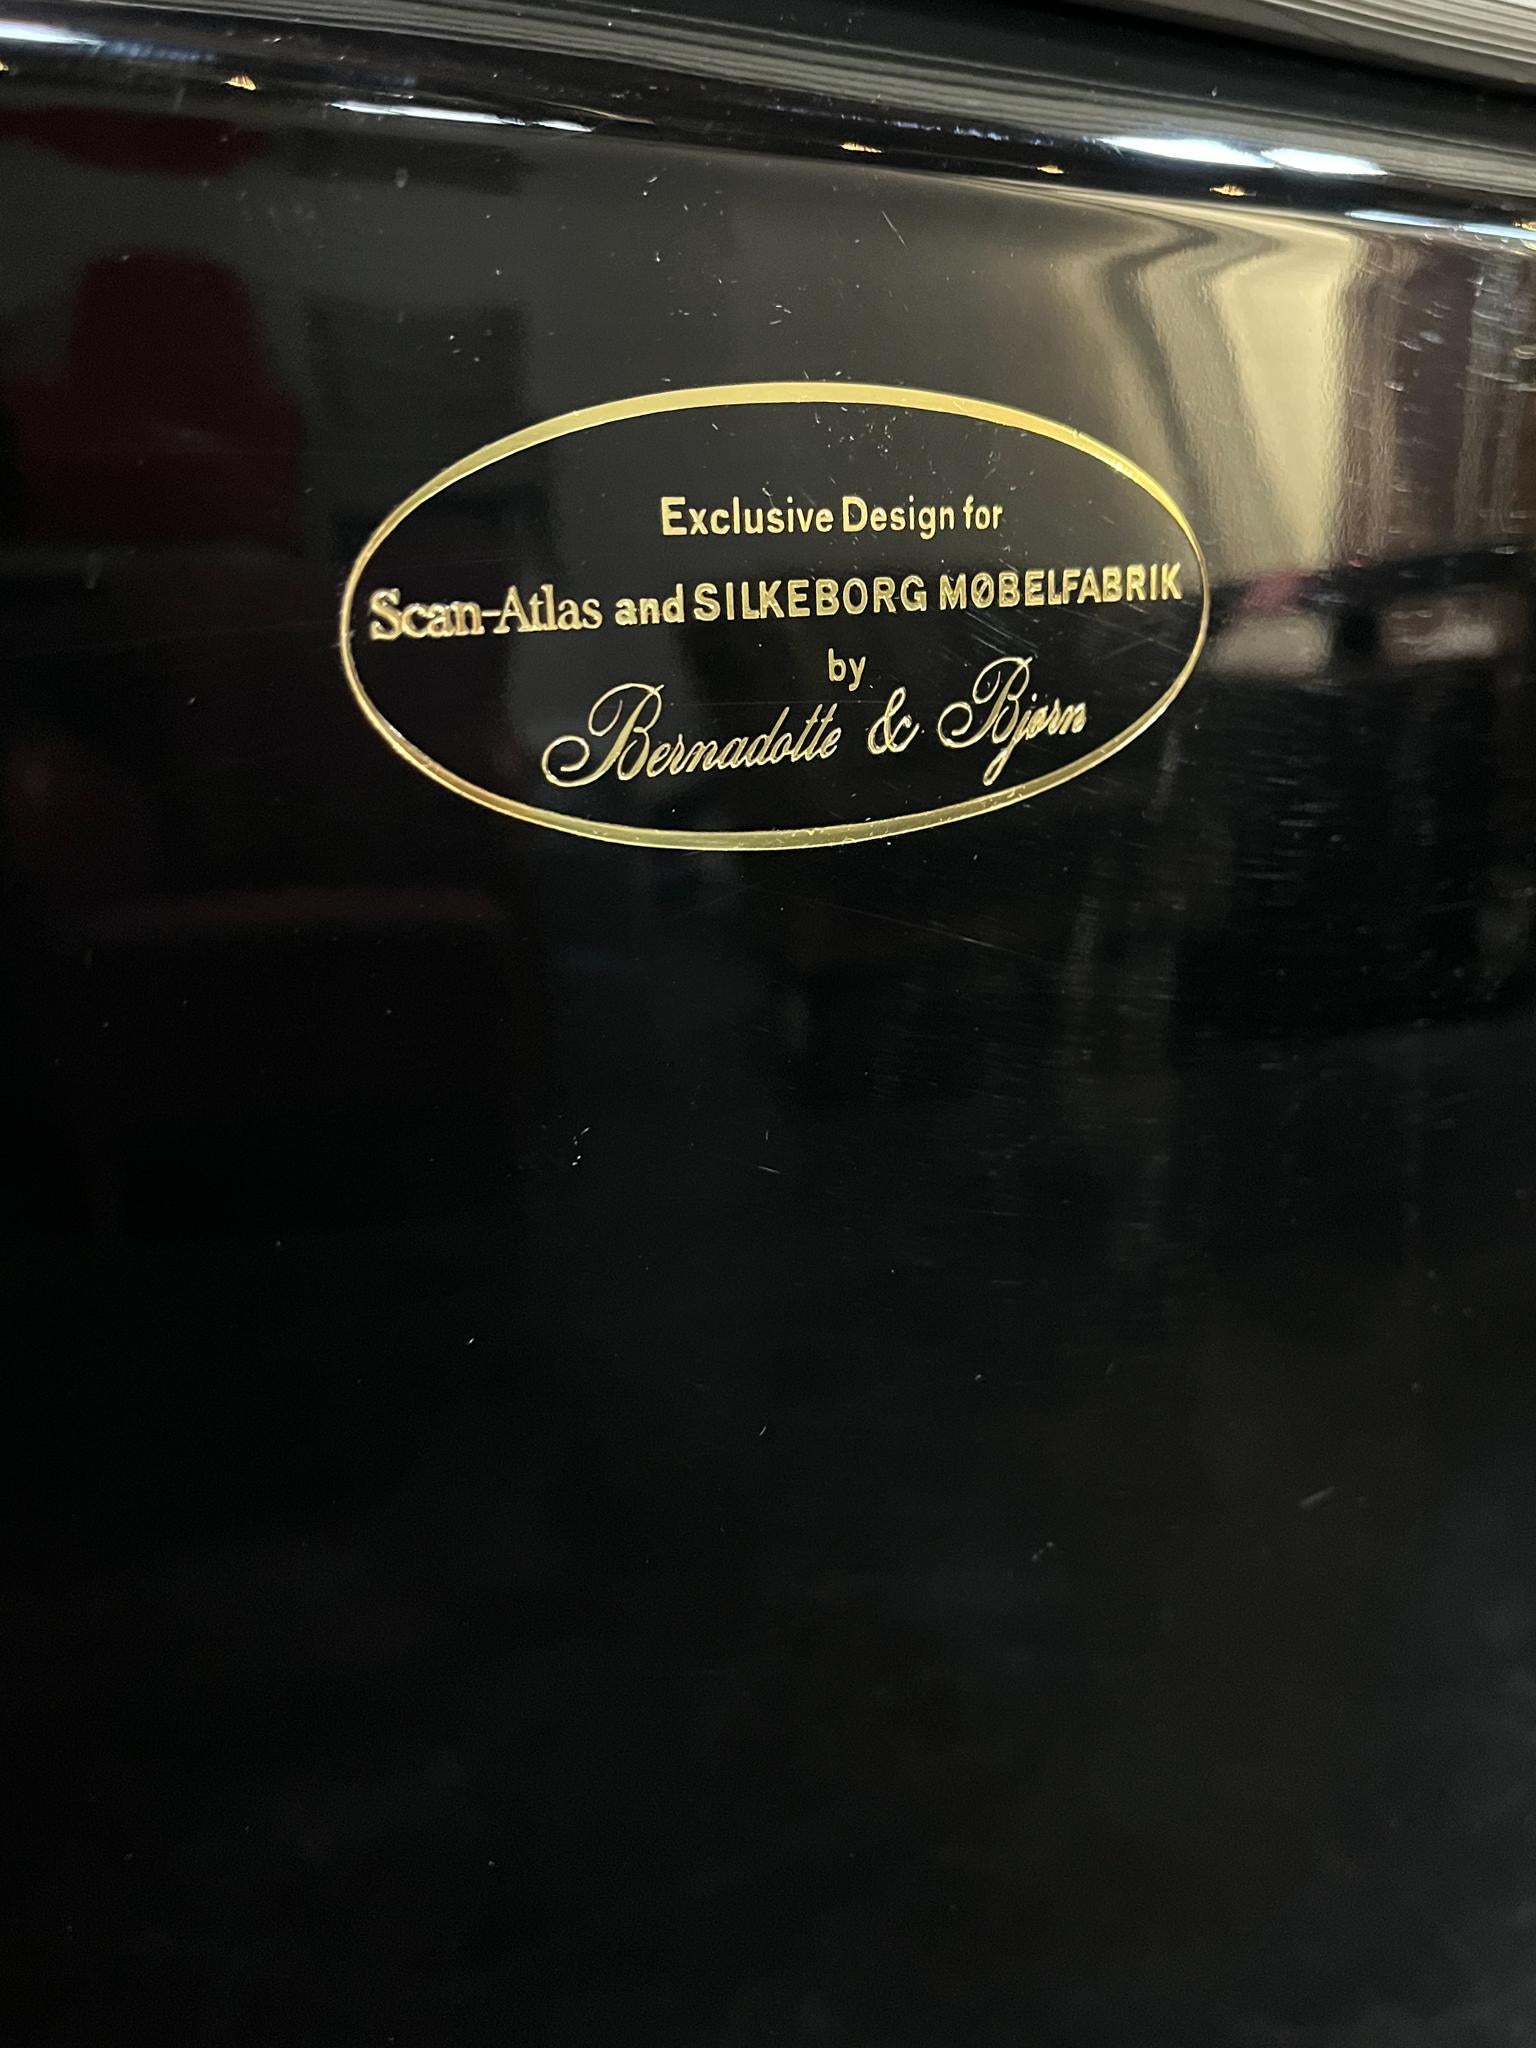 Exclusive Design for
Scan-Atlas and SILKEBORG MØBELFABRIK
by
Bernadotte & Bjørn